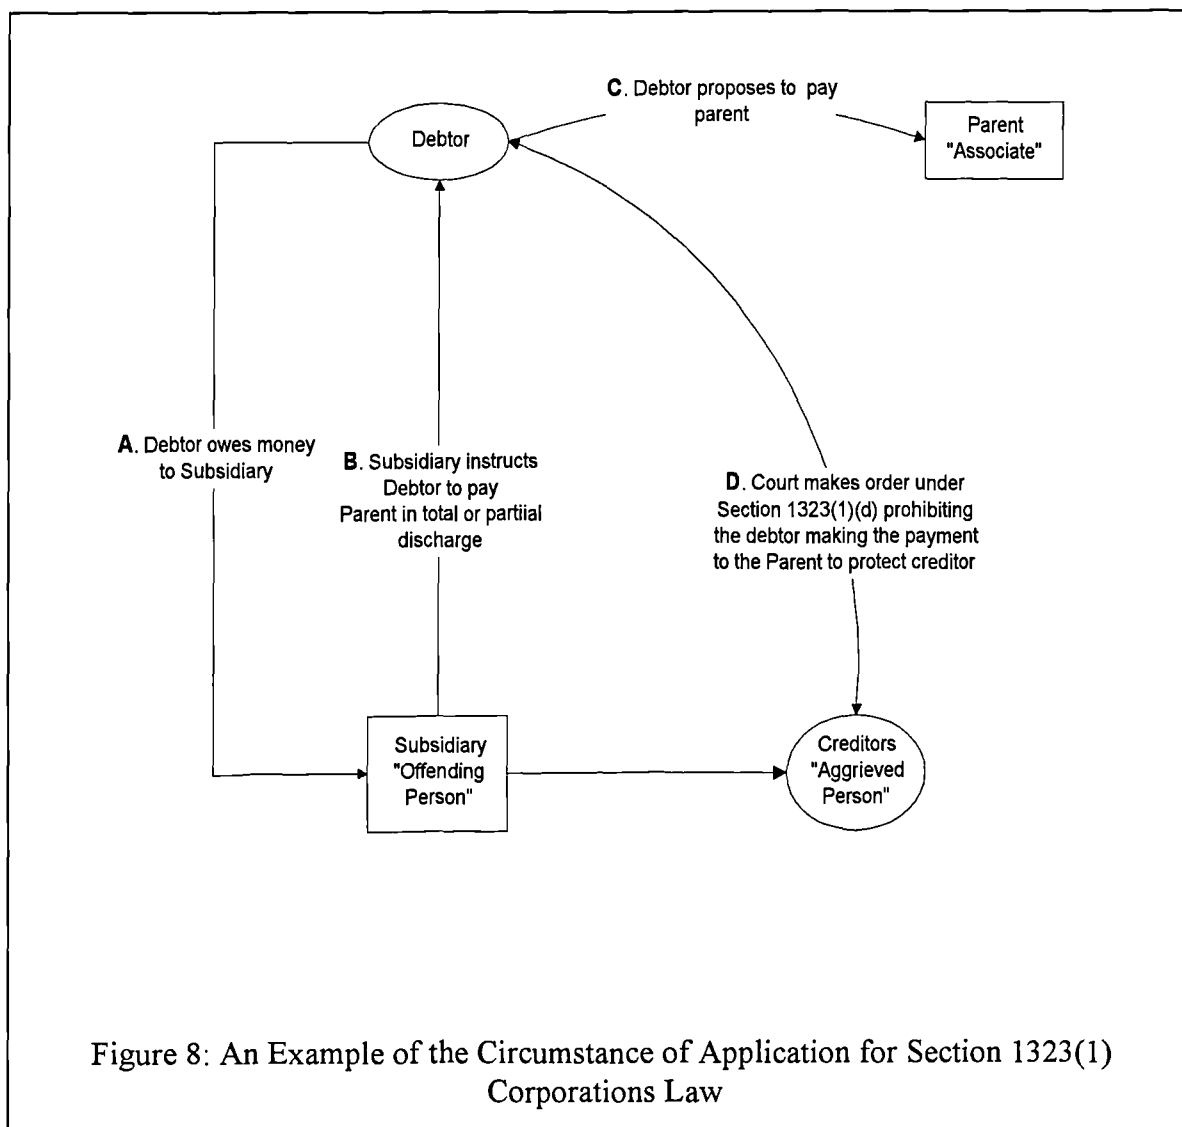 C. Debtor proposes to pay
parent
Debtor
Parent
"Associate"
A. Debtor owes money
to Subsidiary
B. Subsidiary instructs
Debtor to pay
Parent in total or partiial
discharge
D. Court makes order under
Section 1323(1)(d) prohibiting
the debtor making the payment
to the Parent to protect creditor
Subsidiary
"Offending
Person"
Creditors
"Aggrieved
Person"
Figure 8: An Example of the Circumstance of Application for Section 1323(1)
Corporations Law